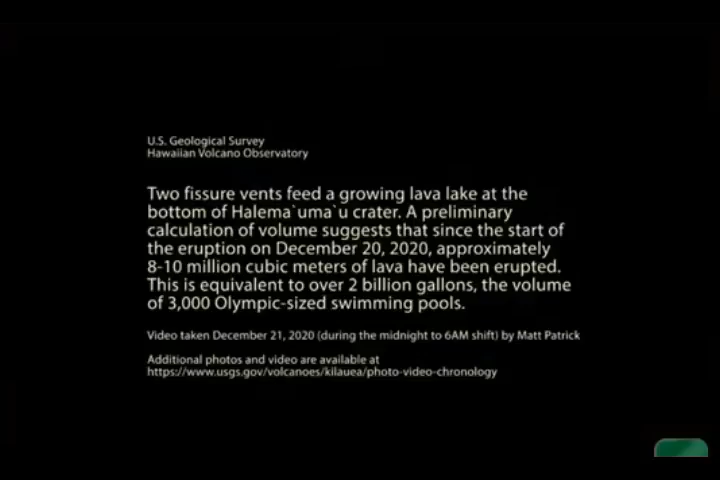 U.S. Geological Survey
Hawaiian Volcano Observatory
Two fissure vents feed a growing lava lake at the
bottom of Halema`uma`u crater. A preliminary
calculation of volume suggests that since the start of
the eruption on December 20, 2020, approximately
8-10 million cubic meters of lava have been erupted.
This is equivalent to over 2 billion gallons, the volume
of 3,000 Olympic-sized swimming pools.
Video taken December 21, 2020 (during the midnight to 6AM shift) by Matt Patrick
Additional photos and video are available at
https://www.usgs.gov/volcanoes/kilauea/photo-video-chronology